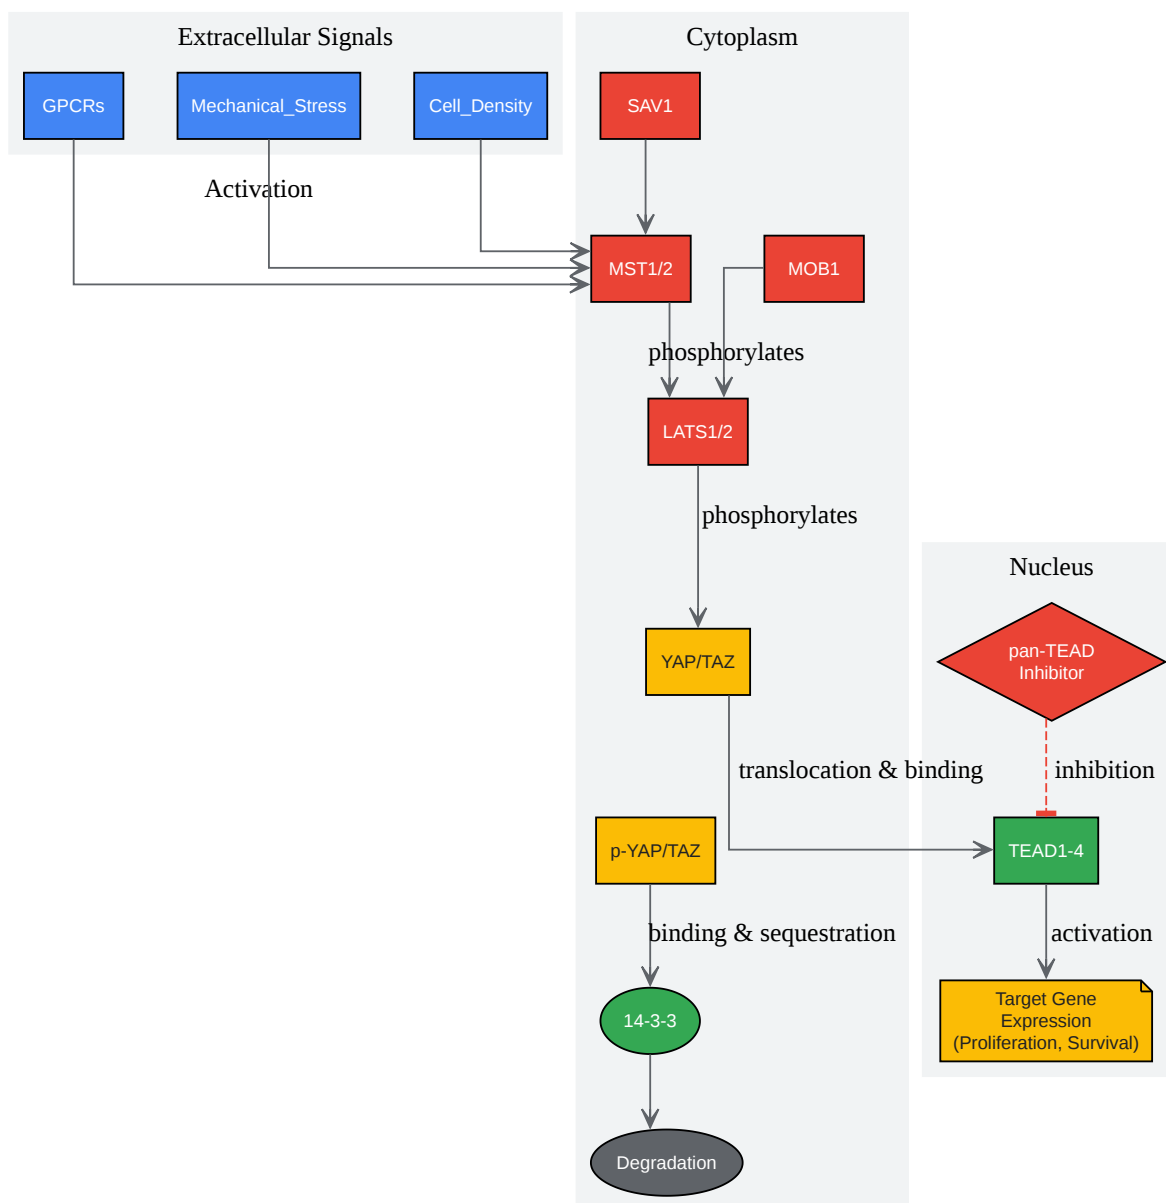 Extracellular Signals
Cytoplasm
GPCRs
Mechanical_Stress
Cell_Density
SAV1
Activation
MST1/2
MOB1
phosphorylates
LATS1/2
phosphorylates
Nucleus
YAP/TAZ
pan-TEAD
Inhibitor
translocation & binding
inhibition
p-YAP/TAZ
TEAD1-4
binding & sequestration
activation
14-3-3
Target Gene
Expression
(Proliferation, Survival)
Degradation